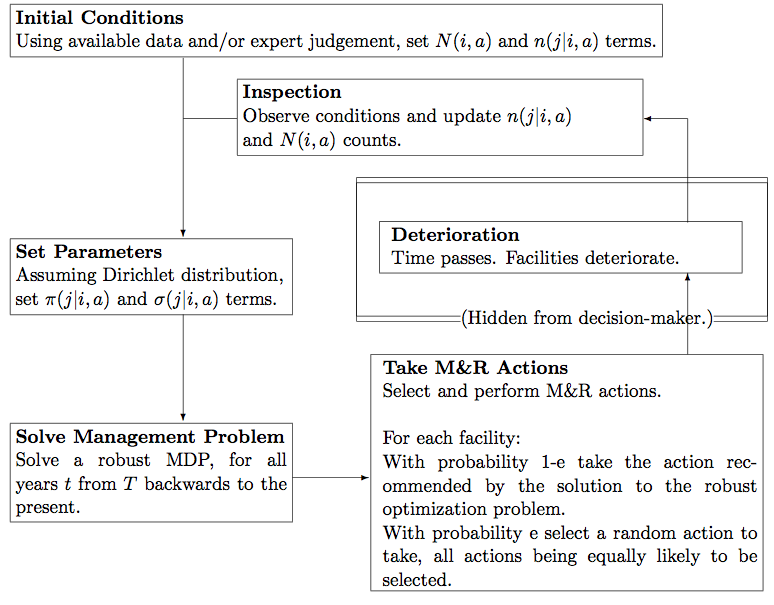 Initial Conditions
Using available data and/or expert judgement, set N(i, a) and n(j|i, a) terms.
Inspection
Observe conditions and update n(j|i, a)
and N(i, a) counts.
Deterioration
Time passes. Facilities deteriorate.
(Hidden from decision-maker.)
Set Parameters
Assuming Dirichlet distribution,
set π(j|i, a) and σ(j|i, a) terms.
Solve Management Problem
Solve a robust MDP, for all
years t from T backwards to the
present.
Take M&R Actions
Select and perform M&R actions.
For each facility:
With probability 1-e take the action rec-
ommended by the solution to the robust
optimization problem.
With probability e select a random action to
take, all actions being equally likely to be
selected.